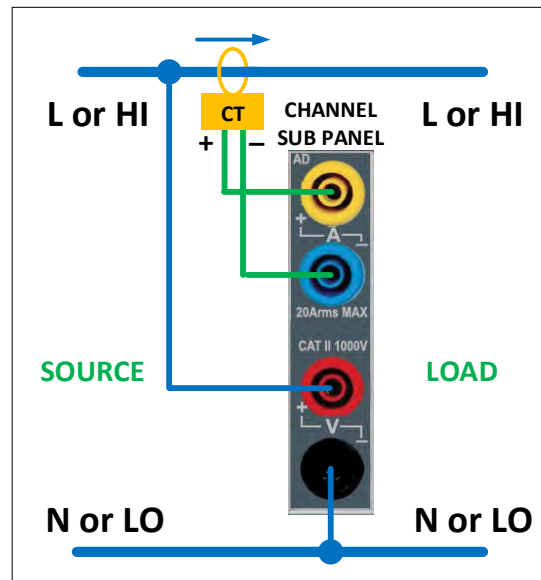 L or HI
CT
+ –
CHANNEL
SUB PANEL
L or HI
AD
+ A –
20Arms MAX
CAT II 1000V
SOURCE
LOAD
+ V –
N or LO
N or LO